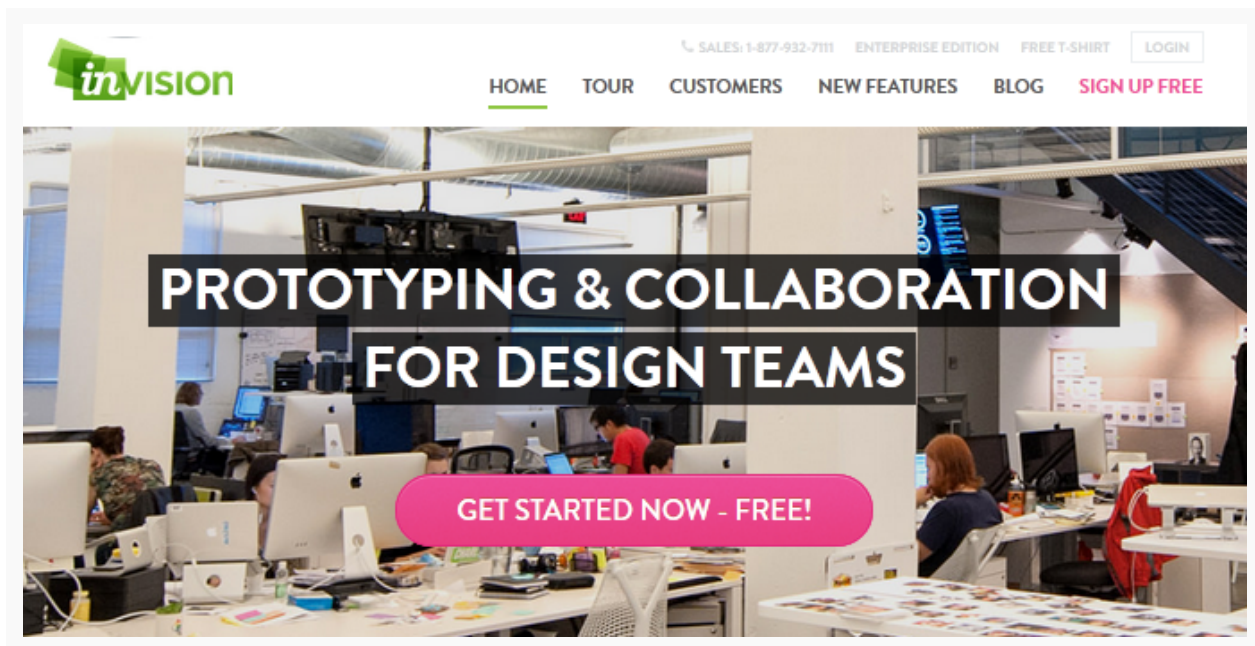 invision
SALES: 1-877-932-7111 ENTERPRISE EDITION FREE T-SHIRT LOGIN
HOME TOUR CUSTOMERS NEW FEATURES BLOG SIGN UP FREE
PROTOTYPING & COLLABORATION
FOR DESIGN TEAMS
GET STARTED NOW - FREE!